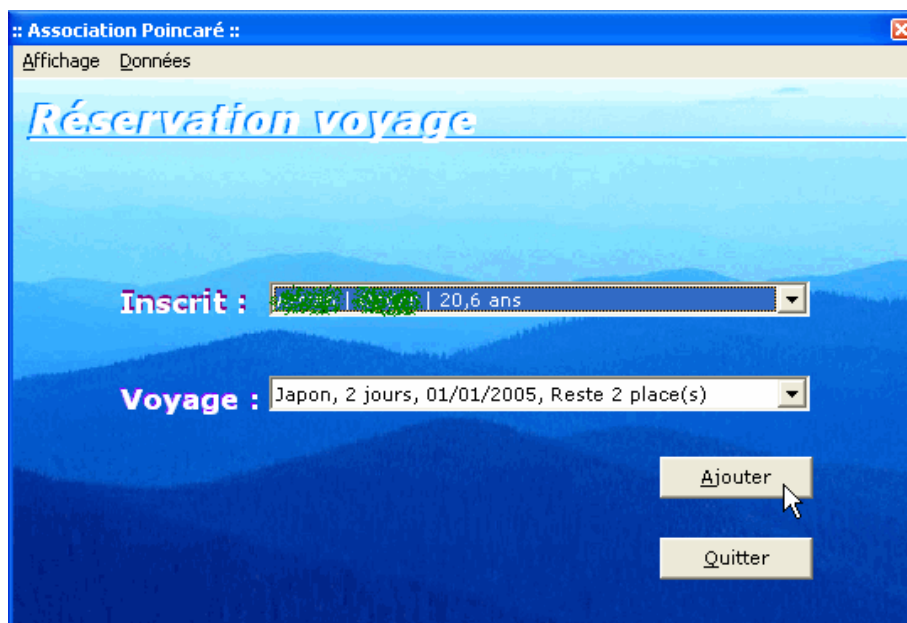 :: Association Poincaré ::
Affichage Données
Réservation voyage
Inscrit : | | 20,6 ans
Voyage : Japon, 2 jours, 01/01/2005, Reste 2 place(s)
Ajouter
Quitter